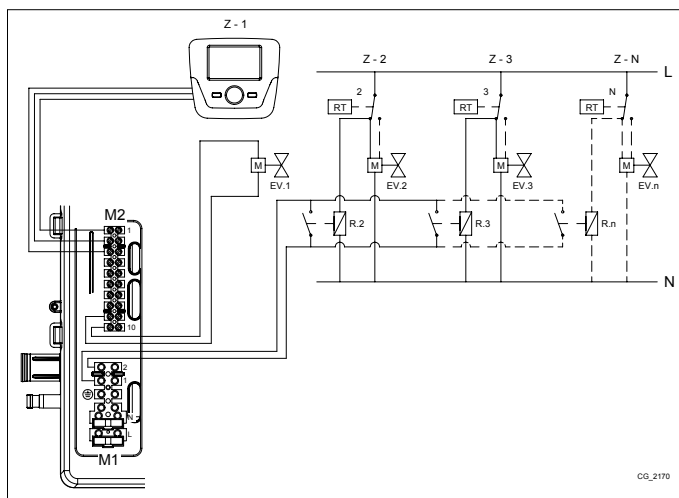 Z - 1
Z - 2
Z - 3
Z - N
L
2
3
N
RT
RT
RT
M
EV.1
M
EV.2
M
EV.3
M
EV.n
M2
1
R.2
R.3
R.n
N
10
2
1
N
L
M1
CG_2170